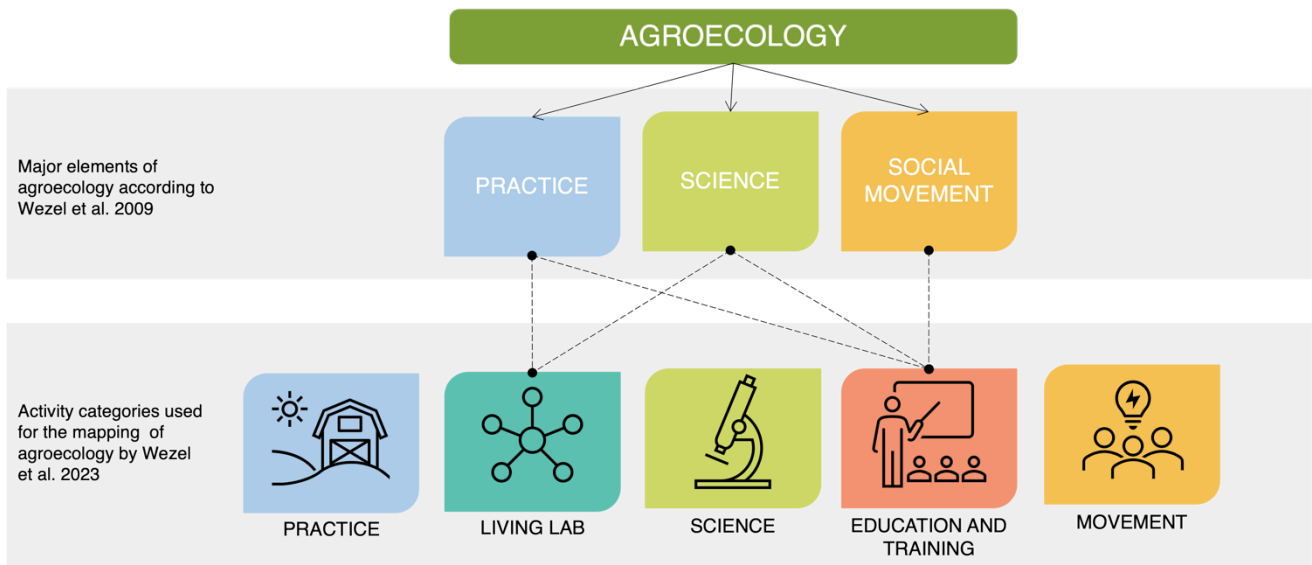 AGROECOLOGY
Major elements of
agroecology according to
Wezel et al. 2009
PRACTICE
SCIENCE
SOCIAL
MOVEMENT
Activity categories used
for the mapping of
agroecology by Wezel
et al. 2023
PRACTICE
LIVING LAB
SCIENCE
EDUCATION AND
TRAINING
MOVEMENT